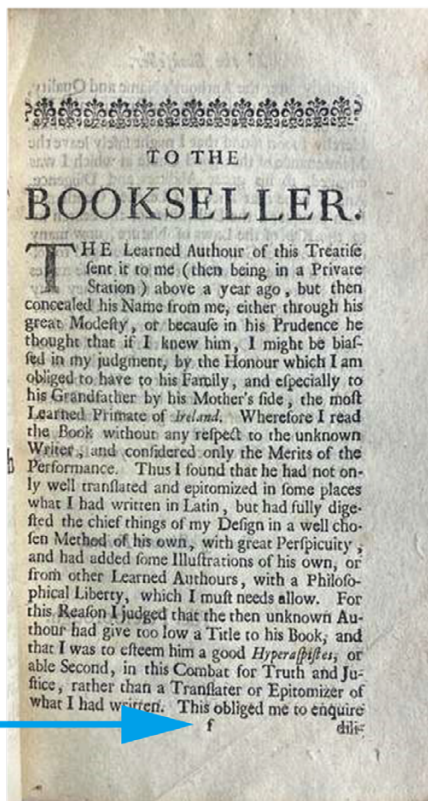 TO THE
BOOKSELLER.
THE Learned Authour of this Treatiſe
ſent it to me (then being in a Private
Station) above a year ago, but then
concealed his Name from me, either through his
great Modeſty, or becauſe in his Prudence he
thought that if I knew him, I might be biaſ-
ſed in my judgment, by the Honour which I am
obliged to have to his Family, and eſpecially to
his Grandfather by his Mother's ſide, the moſt
Learned Primate of Ireland. Wherefore I read
the Book without any reſpect to the unknown
Writer, and conſidered only the Merits of the
Performance. Thus I found that he had not on-
ly well tranſlated and epitomized in ſome places
what I had written in Latin, but had fully dige-
ſted the chief things of my Deſign in a well cho-
ſen Method of his own, with great Perſpicuity,
and had added ſome Illuſtrations of his own, or
from other Learned Authours, with a Philoſo-
phical Liberty, which I muſt needs allow. For
this Reaſon I judged that the then unknown Au-
thour had give too low a Title to his Book, and
that I was to eſteem him a good Hyperaſpiſtes, or
able Second, in this Combat for Truth and Ju-
ſtice, rather than a Tranſlater or Epitomizer of
what I had written. This obliged me to enquire
f dili-